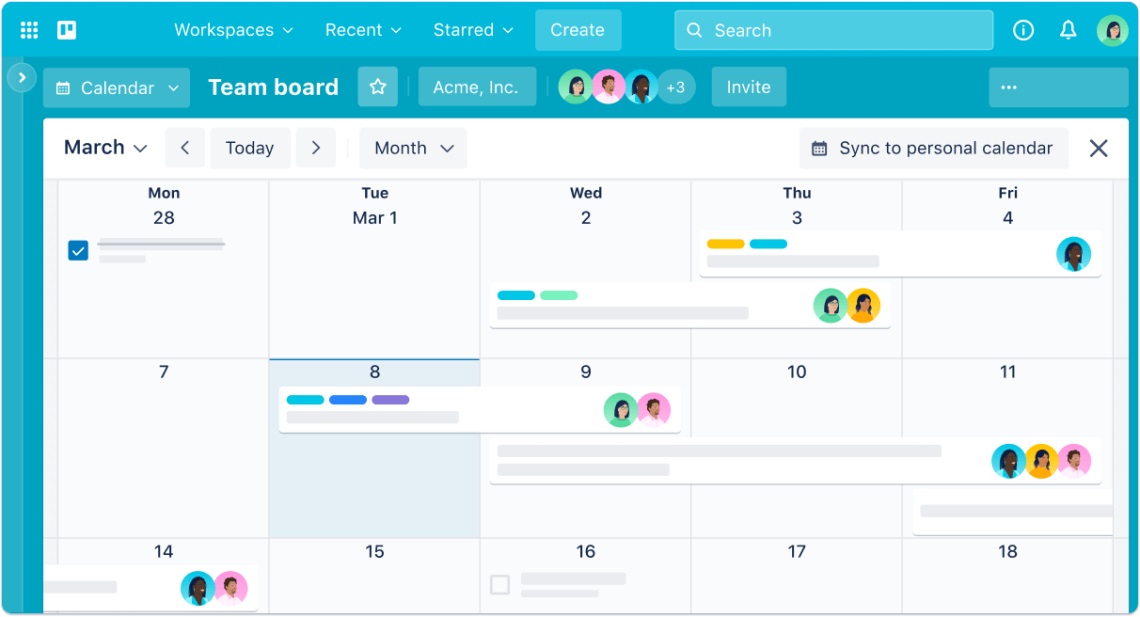 Workspaces Recent Starred Create Search
Calendar Team board Acme, Inc. +3 Invite ...
March Today Month Sync to personal calendar
Mon Tue Wed Thu Fri
28 Mar 1 2 3 4
7 8 9 10 11
14 15 16 17 18